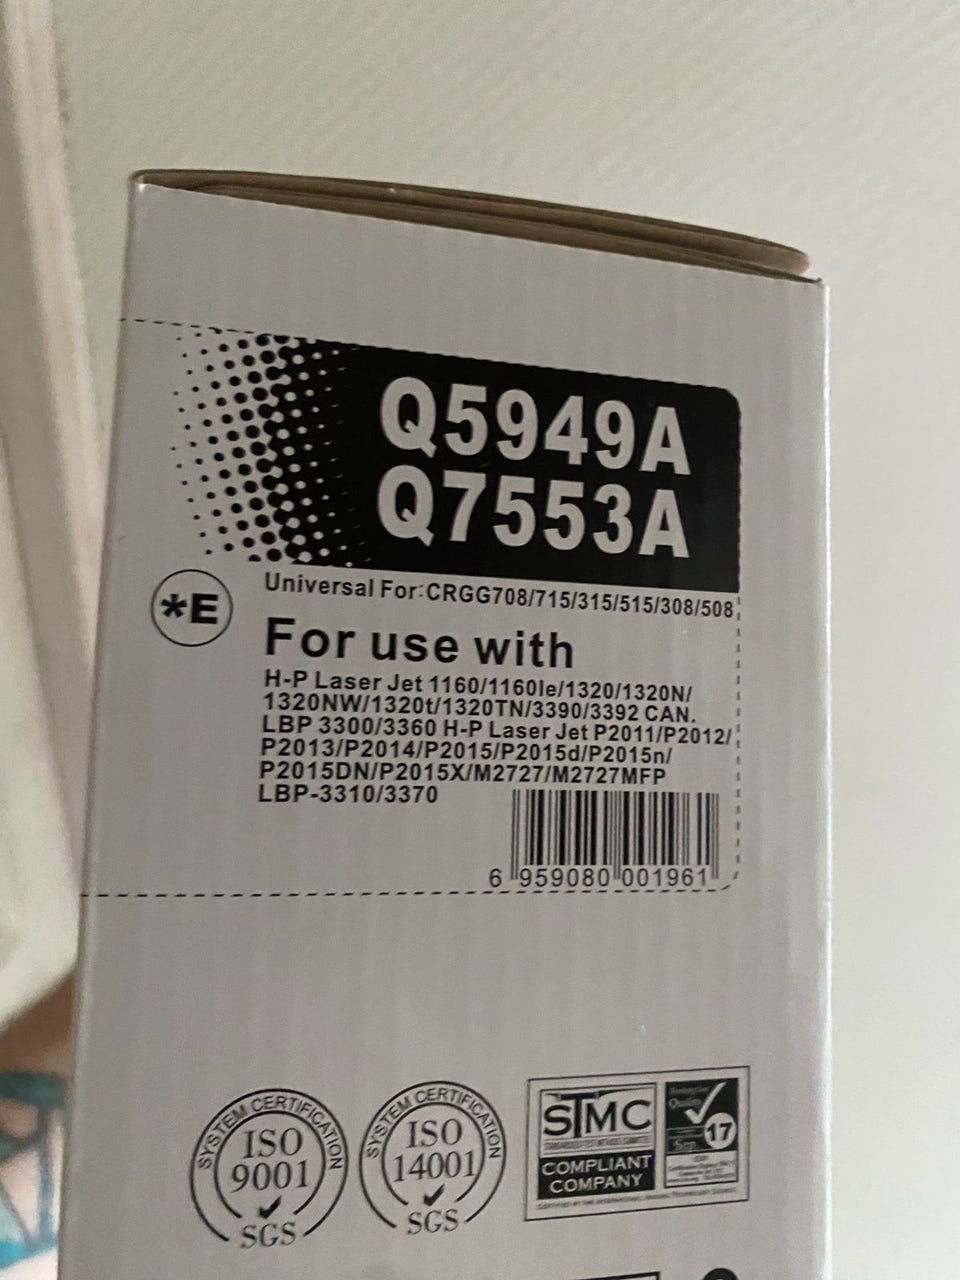 Q5949A
Q7553A
*E
Universal For:CRGG708/715/315/515/308/508
For use with
H-P Laser Jet 1160/1160le/1320/1320N/
1320NW/1320t/1320TN/3390/3392 CAN.
LBP 3300/3360 H-P Laser Jet P2011/P2012/
P2013/P2014/P2015/P2015d/P2015n/
P2015DN/P2015X/M2727/M2727MFP
LBP-3310/3370
6 959080 001961
SYSTEM CERTIFICATION
ISO
9001
SGS
SYSTEM CERTIFICATION
ISO
14001
SGS
STMC
COMPLIANT
COMPANY
Quality
Sep.
17